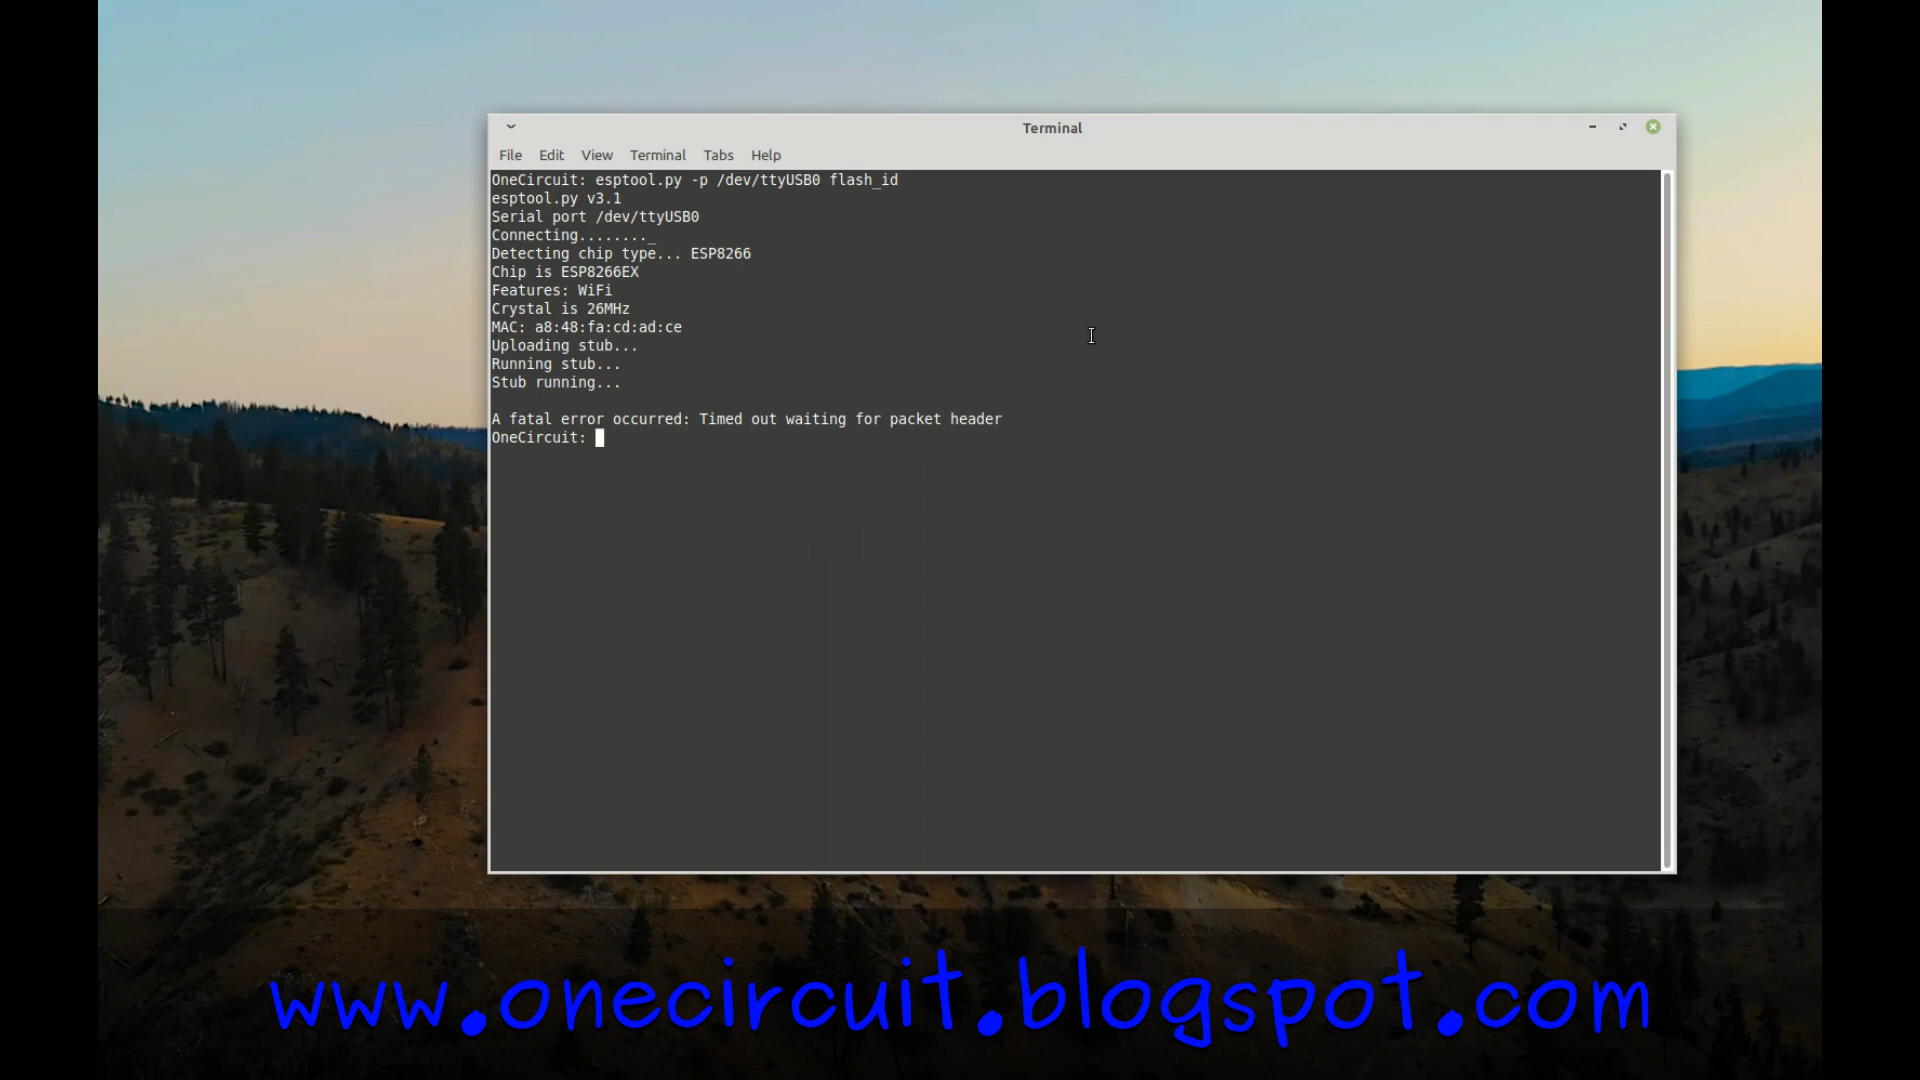 Terminal
File Edit View Terminal Tabs Help
OneCircuit: esptool.py -p /dev/ttyUSB0 flash_id
esptool.py v3.1
Serial port /dev/ttyUSB0
Connecting........_
Detecting chip type... ESP8266
Chip is ESP8266EX
Features: WiFi
Crystal is 26MHz
MAC: a8:48:fa:cd:ad:ce
Uploading stub...
Running stub...
Stub running...
A fatal error occurred: Timed out waiting for packet header
OneCircuit:
www.onecircuit.blogspot.com